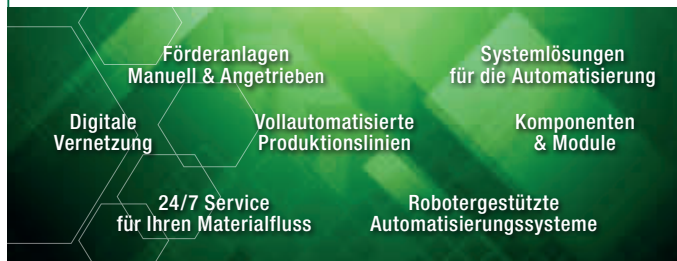 Förderanlagen
Manuell & Angetrieben
Systemlösungen
für die Automatisierung
Digitale
Vernetzung
Vollautomatisierte
Produktionslinien
Komponenten
& Module
24/7 Service
für Ihren Materialfluss
Robotergestützte
Automatisierungssysteme